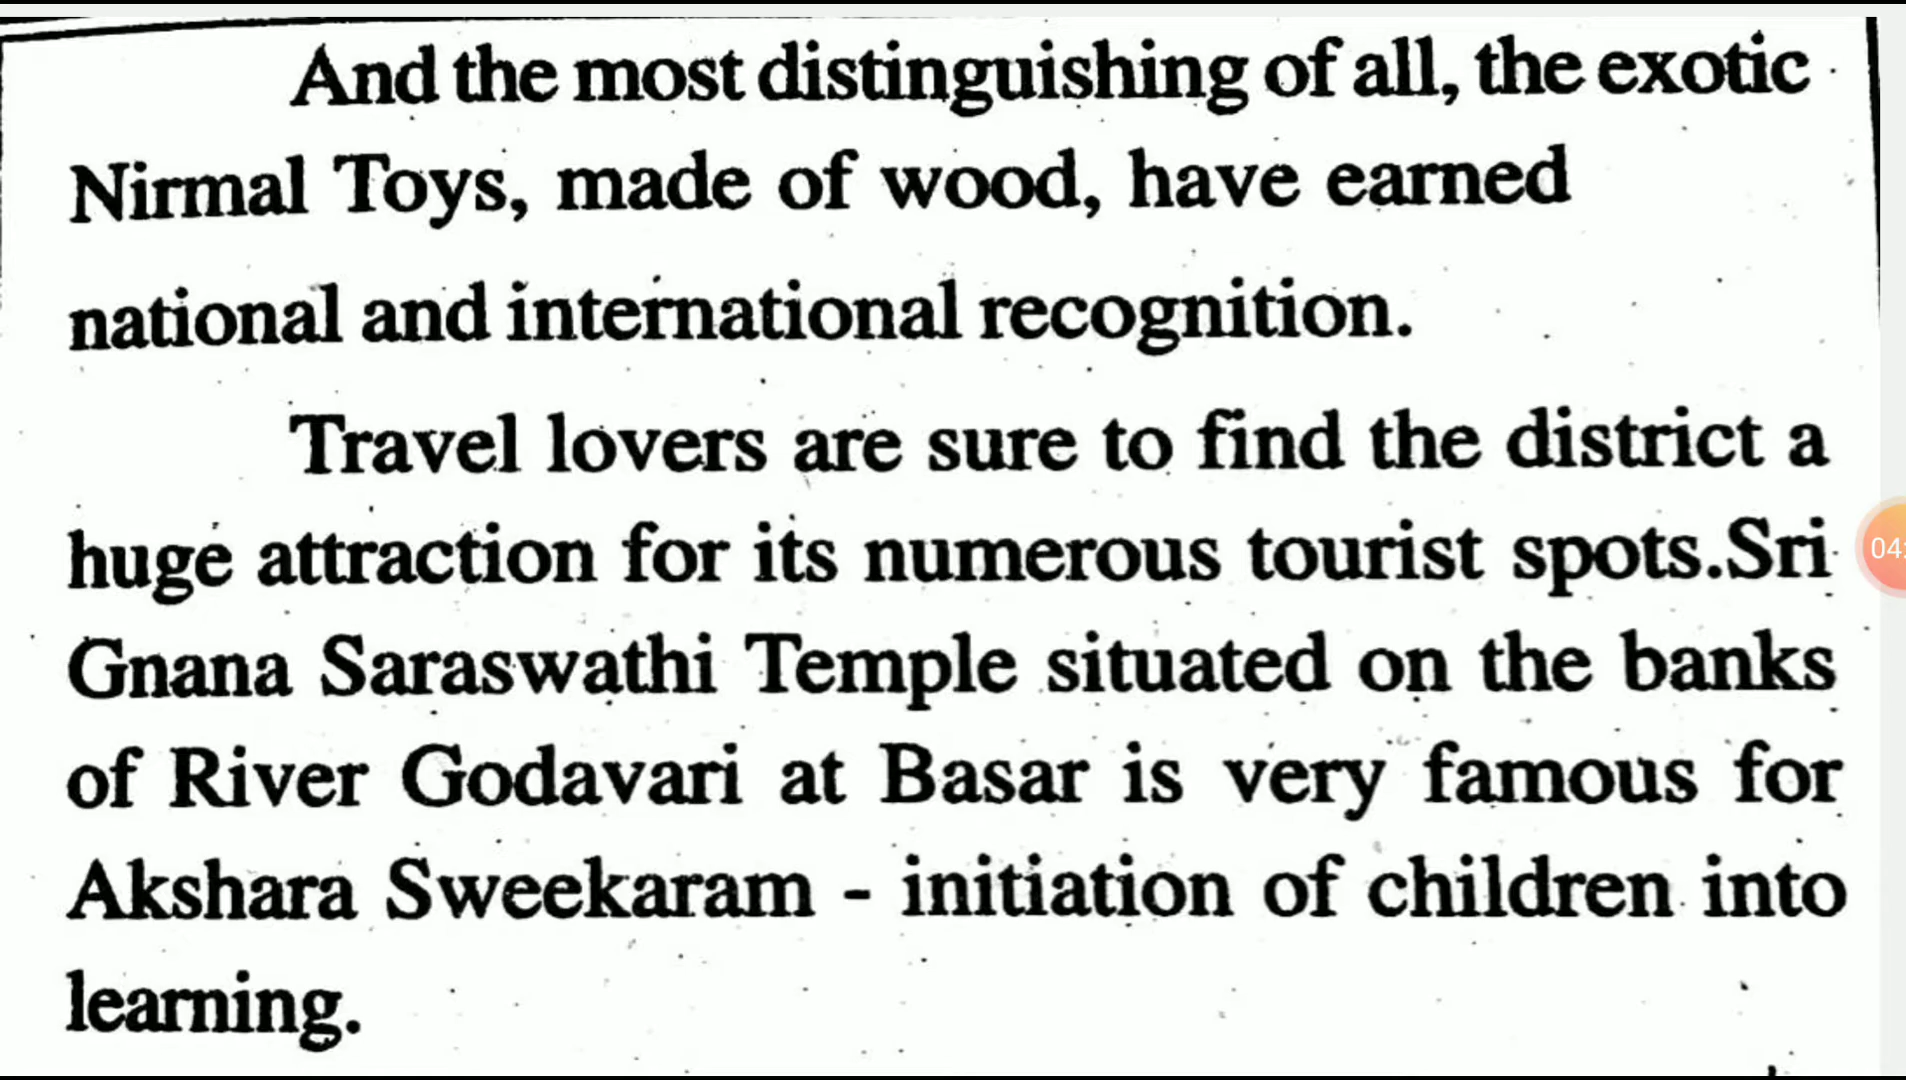 And the most distinguishing of all, the exotic
Nirmal Toys, made of wood, have earned
national and international recognition.
Travel lovers are sure to find the district a
huge attraction for its numerous tourist spots.Sri
Gnana Saraswathi Temple situated on the banks
of River Godavari at Basar is very famous for
Akshara Sweekaram - initiation of children into
learning.
04: